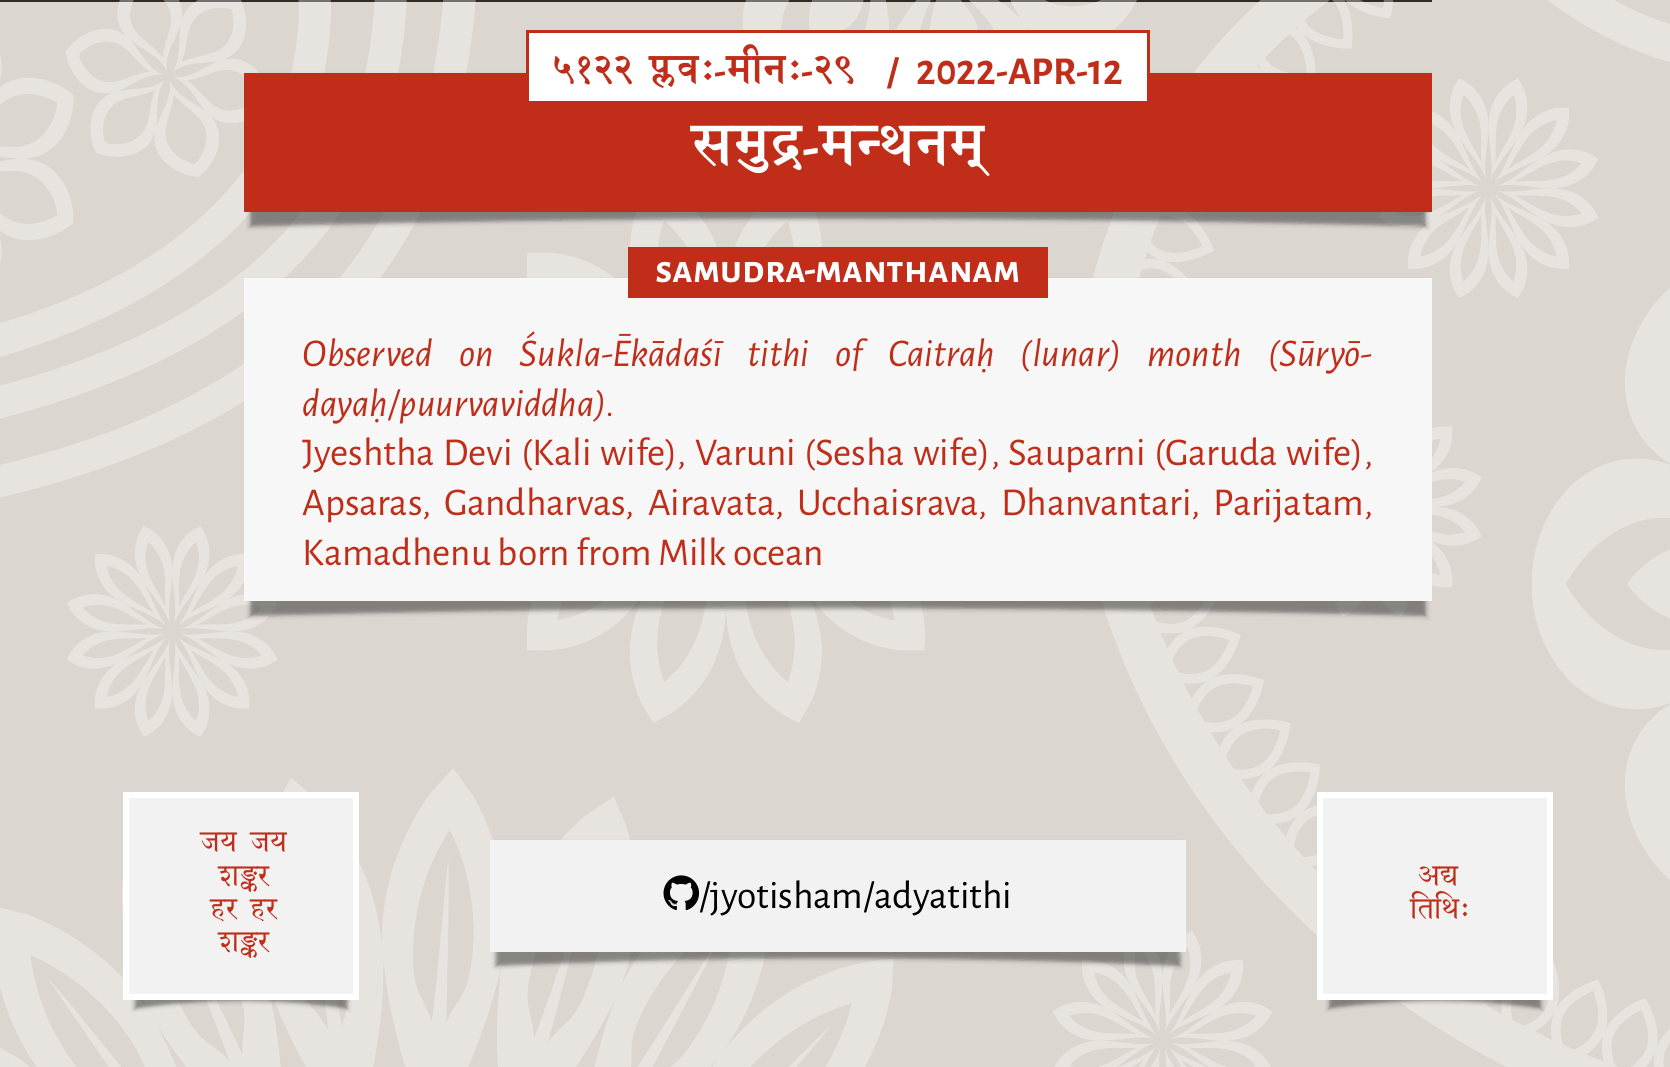 ५१२२ प्लवः-मीनः-२९ / 2022-APR-12
समुद्र-मन्थनम्
SAMUDRA-MANTHANAM
Observed on Śukla-Ēkādaśī tithi of Caitraḥ (lunar) month (Sūryō-
dayaḥ/puurvaviddha).
Jyeshtha Devi (Kali wife), Varuni (Sesha wife), Sauparni (Garuda wife),
Apsaras, Gandharvas, Airavata, Ucchaisrava, Dhanvantari, Parijatam,
Kamadhenu born from Milk ocean
जय जय
शङ्कर
हर हर
शङ्कर
/jyotisham/adyatithi
अद्य
तिथिः